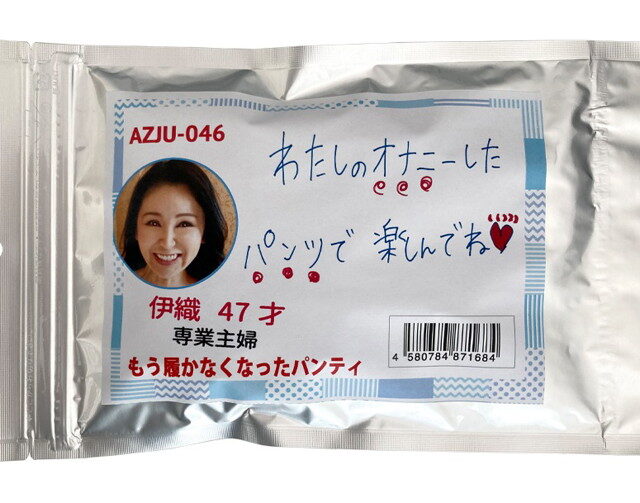 AZJU-046
わたしのオナニーした
パンツで 楽しんでね
伊織 47才
専業主婦
もう履かなくなったパンティ
4 580784 871684